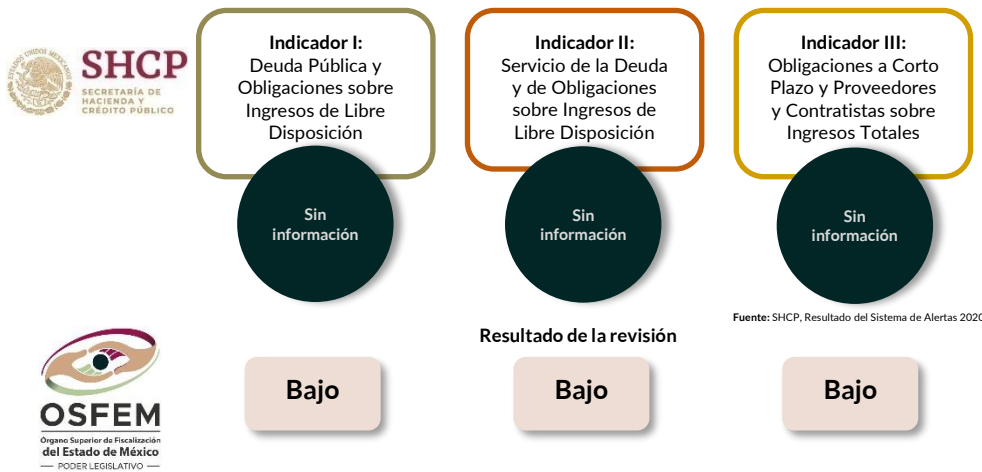 SHCP
SECRETARÍA DE
HACIENDA Y
CRÉDITO PÚBLICO
Indicador I:
Deuda Pública y
Obligaciones sobre
Ingresos de Libre
Disposición
Sin
información
Indicador II:
Servicio de la Deuda
y de Obligaciones
sobre Ingresos de
Libre Disposición
Sin
información
Indicador III:
Obligaciones a Corto
Plazo y Proveedores
y Contratistas sobre
Ingresos Totales
Sin
información
Fuente: SHCP, Resultado del Sistema de Alertas 2020
Resultado de la revisión
OSFEM
Órgano Superior de Fiscalización
del Estado de México
PODER LEGISLATIVO
Bajo
Bajo
Bajo